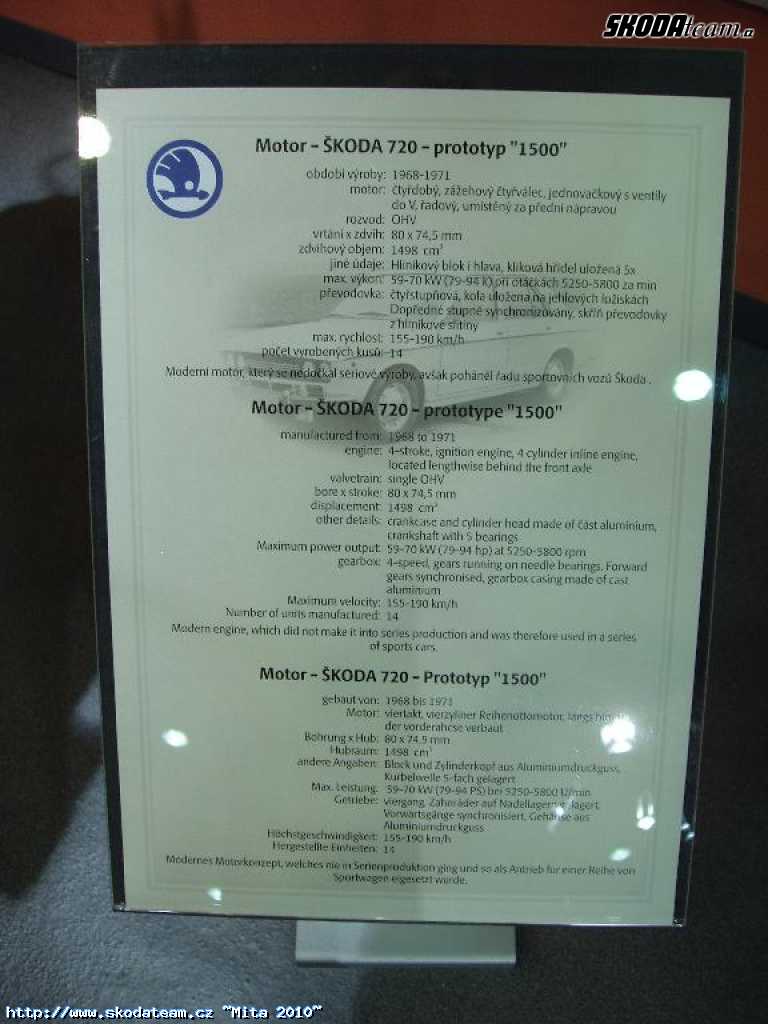 ŠKODAteam.cz
Motor – ŠKODA 720 – prototyp "1500"
období výroby: 1968-1971
motor: čtyřdobý, zážehový čtyřválec, jednovačkový s ventily
do V, řadový, umístěný za přední nápravou
rozvod: OHV
vrtání x zdvih: 80 x 74,5 mm
zdvihový objem: 1498 cm³
jiné údaje: Hliníkový blok i hlava, kliková hřídel uložená 5x
max. výkon: 59-70 kW (79-94 k) při otáčkách 5250-5800 za min
převodovka: čtyřstupňová, kola uložena na jehlových ložiskách
Dopředné stupně synchronizovány, skříň převodovky
z hliníkové slitiny
max. rychlost: 155-190 km/h
počet vyrobených kusů: 14
Moderní motor, který se nedočkal sériové výroby, avšak poháněl řadu sportovních vozů Škoda .
Motor – ŠKODA 720 – prototype "1500"
manufactured from: 1968 to 1971
engine: 4-stroke, ignition engine, 4 cylinder inline engine,
located lengthwise behind the front axle
valvetrain: single OHV
bore x stroke: 80 x 74,5 mm
displacement: 1498 cm³
other details: crankcase and cylinder head made of cast aluminium,
crankshaft with 5 bearings
Maximum power output: 59-70 kW (79-94 hp) at 5250-5800 rpm
gearbox: 4-speed, gears running on needle bearings. Forward
gears synchronised, gearbox casing made of cast
aluminium
Maximum velocity: 155-190 km/h
Number of units manufactured: 14
Modern engine, which did not make it into series production and was therefore used in a series
of sports cars.
Motor – ŠKODA 720 – Prototyp "1500"
gebaut von: 1968 bis 1971
Motor: viertakt, vierzyliner Reihenottomotor, längs hinter
der vorderahcse verbaut
Bohrung x Hub: 80 x 74,5 mm
Hubraum: 1498 cm³
andere Angaben: Block und Zylinderkopf aus Aluminiumdruckguss,
Kurbelwelle 5-fach gelagert
Max. Leistung: 59-70 kW (79-94 PS) bei 5250-5800 U/min
Getriebe: viergang, Zahnräder auf Nadellagern gelagert.
Vorwärtsgänge synchronisiert, Gehäuse aus
Aluminiumdruckguss
Höchstgeschwindigkeit: 155-190 km/h
Hergestellte Einheiten: 14
Modernes Motorkonzept, welches nie in Serienproduktion ging und so als Antrieb für einer Reihe von
Sportwagen eigesetzt wurde.
http://www.skodateam.cz ~Mita 2010~